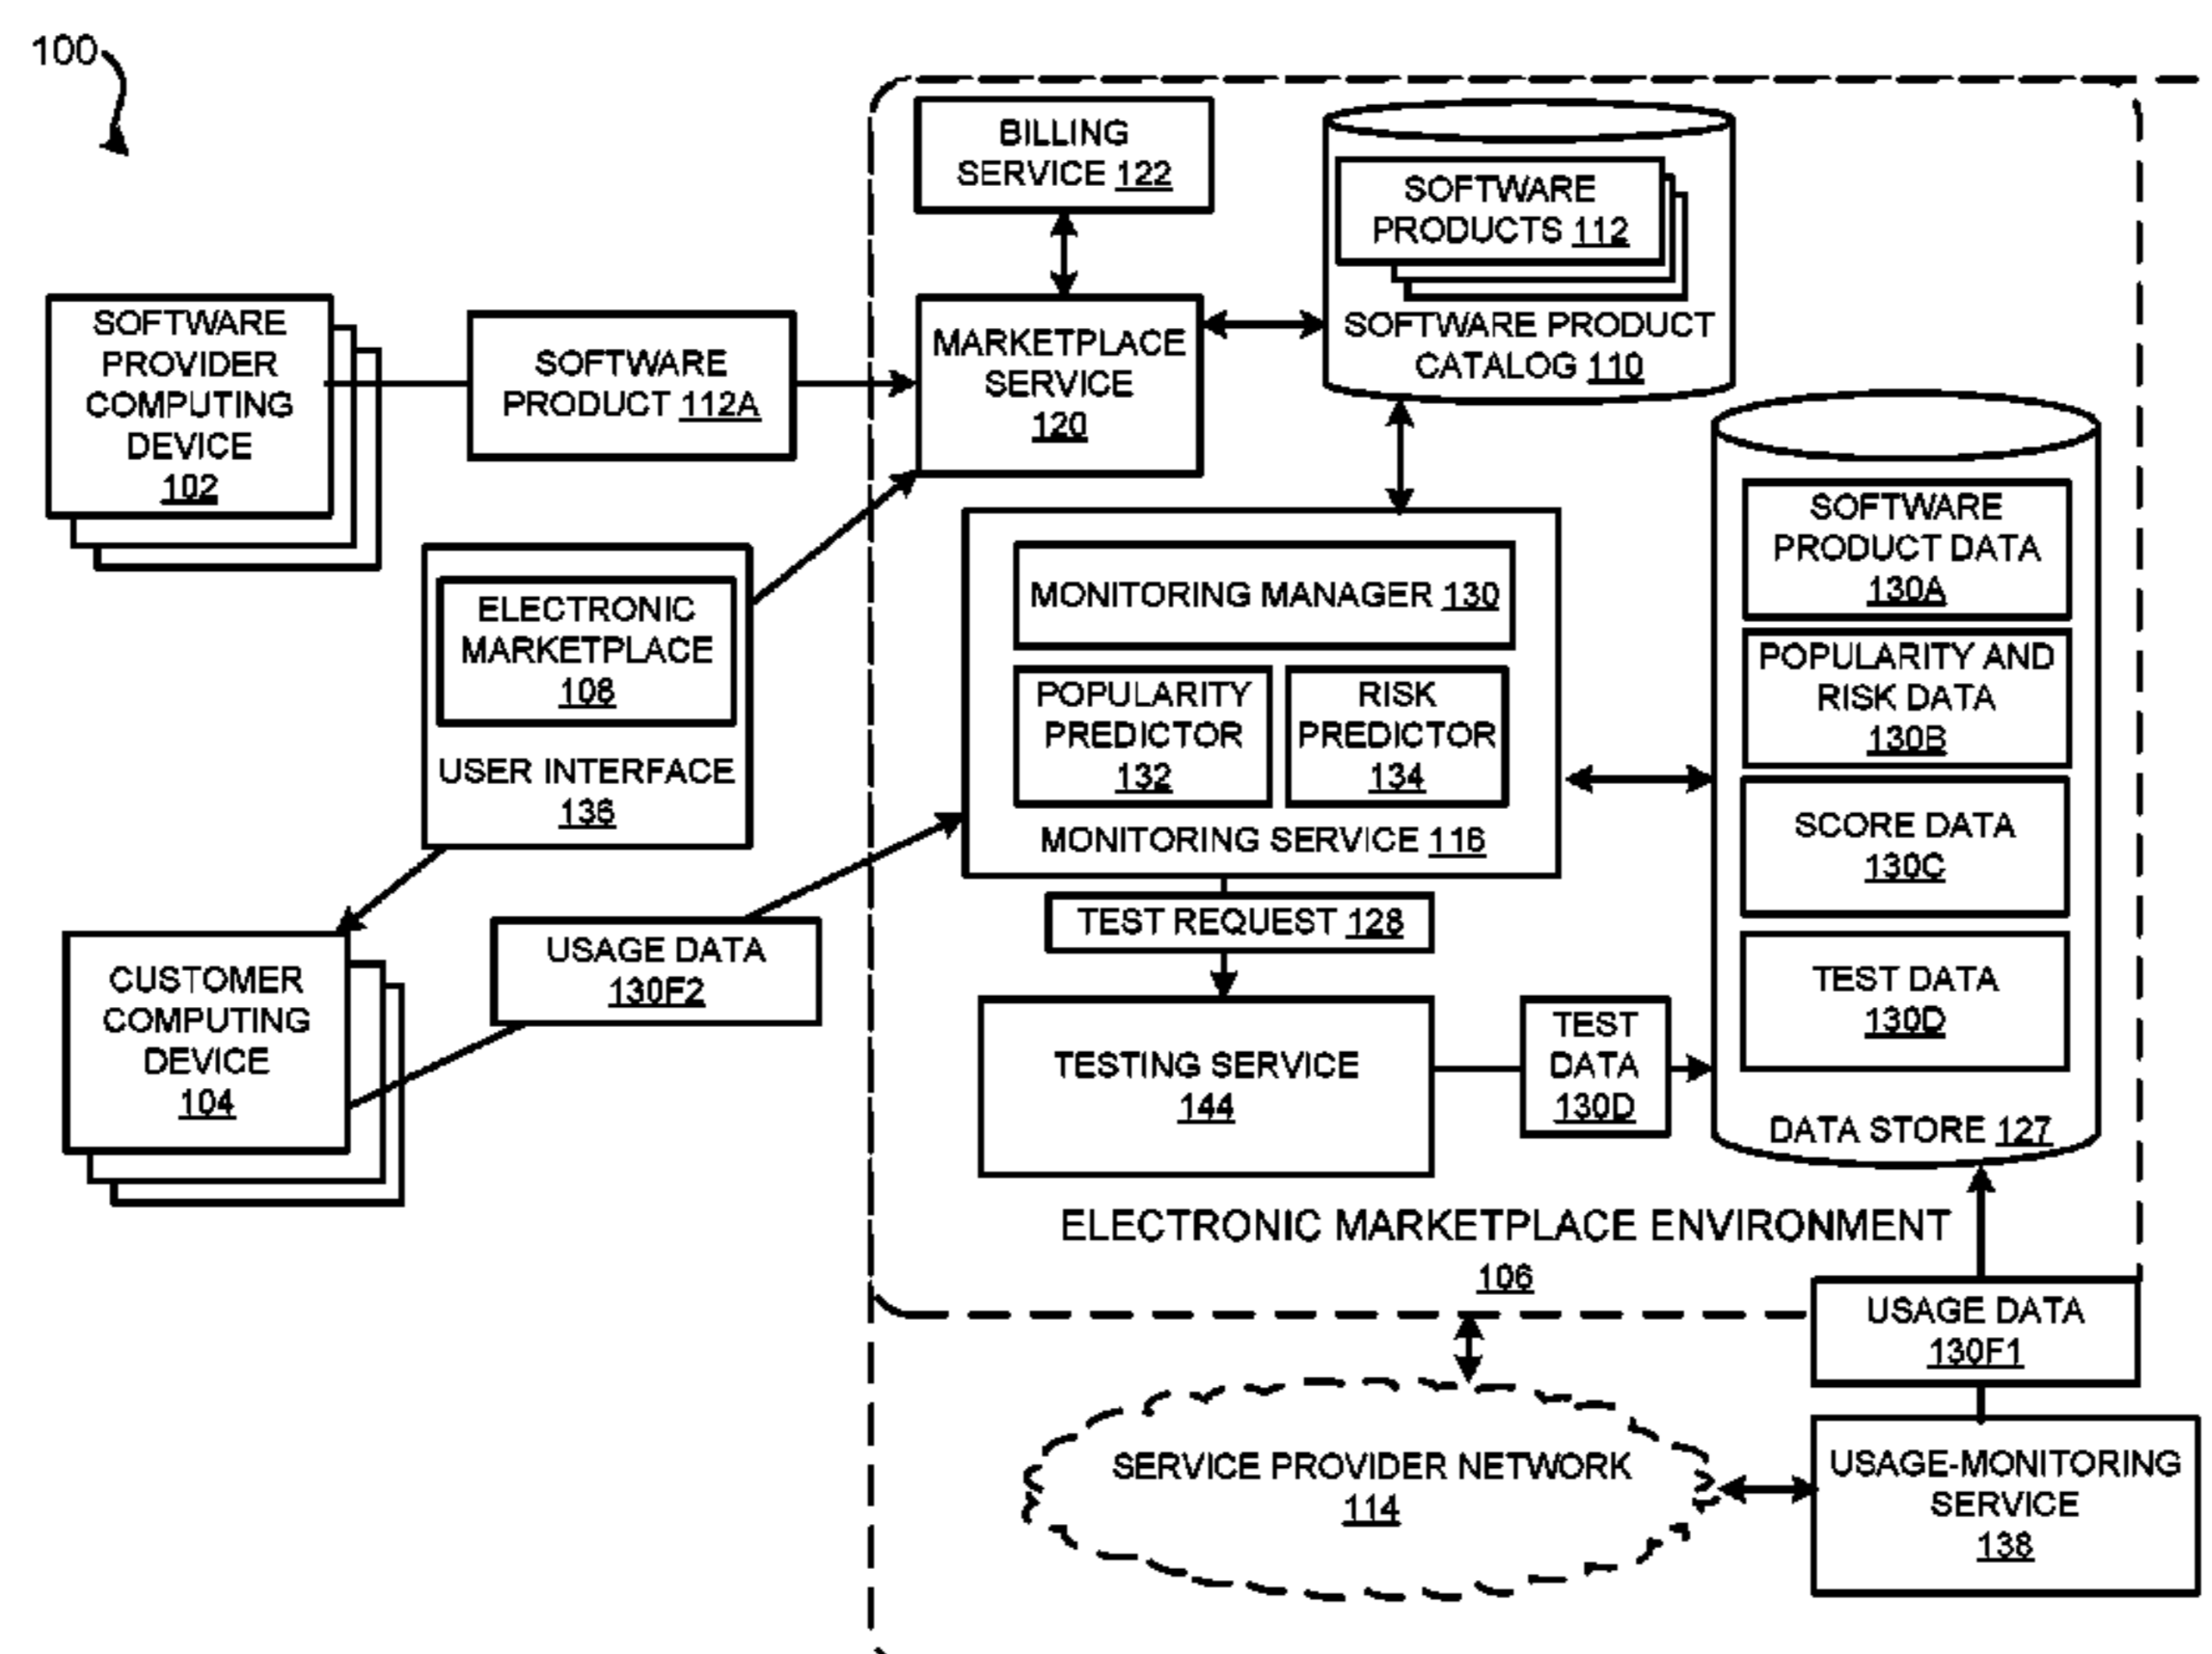 100
BILLING
SERVICE 122
SOFTWARE
PRODUCTS 112
SOFTWARE PRODUCT
CATALOG 110
SOFTWARE
PROVIDER
COMPUTING
DEVICE
102
SOFTWARE
PRODUCT 112A
MARKETPLACE
SERVICE
120
ELECTRONIC
MARKETPLACE
108
USER INTERFACE
136
MONITORING MANAGER 130
POPULARITY
PREDICTOR
132
RISK
PREDICTOR
134
MONITORING SERVICE 116
SOFTWARE
PRODUCT DATA
130A
POPULARITY AND
RISK DATA
130B
SCORE DATA
130C
TEST DATA
130D
DATA STORE 127
CUSTOMER
COMPUTING
DEVICE
104
USAGE DATA
130F2
TEST REQUEST 128
TESTING SERVICE
144
TEST
DATA
130D
ELECTRONIC MARKETPLACE ENVIRONMENT
106
USAGE DATA
130F1
SERVICE PROVIDER NETWORK
114
USAGE-MONITORING
SERVICE
138